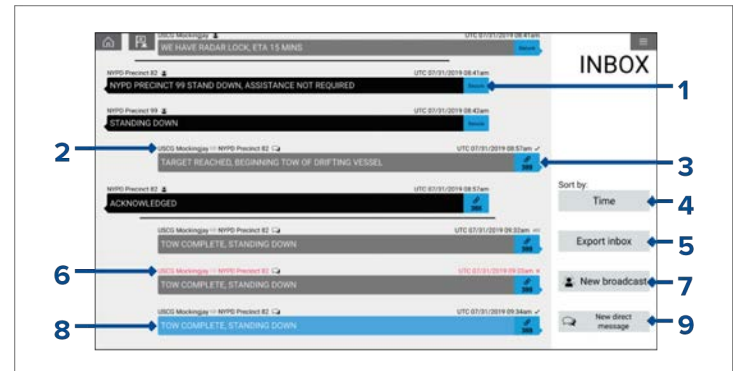 USCG Mockingjay UTC 07/31/2019 08:41am
WE HAVE RADAR LOCK, ETA 15 MINS
Secure
INBOX
NYPD Precinct 82 UTC 07/31/2019 08:41am
NYPD PRECINCT 99 STAND DOWN, ASSISTANCE NOT REQUIRED
Secure
1
NYPD Precinct 99 UTC 07/31/2019 08:42am
STANDING DOWN
Secure
2
USCG Mockingjay NYPD Precinct 82 UTC 07/31/2019 08:57am
TARGET REACHED, BEGINNING TOW OF DRIFTING VESSEL
3
Sort by:
NYPD Precinct 82 UTC 07/31/2019 08:57am
ACKNOWLEDGED
Time
4
USCG Mockingjay NYPD Precinct 82 UTC 07/31/2019 09:32am
TOW COMPLETE, STANDING DOWN
Export inbox
5
6
USCG Mockingjay NYPD Precinct 82 UTC 07/31/2019 09:33am
TOW COMPLETE, STANDING DOWN
New broadcast
7
8
USCG Mockingjay NYPD Precinct 82 UTC 07/31/2019 09:34am
TOW COMPLETE, STANDING DOWN
New direct
message
9